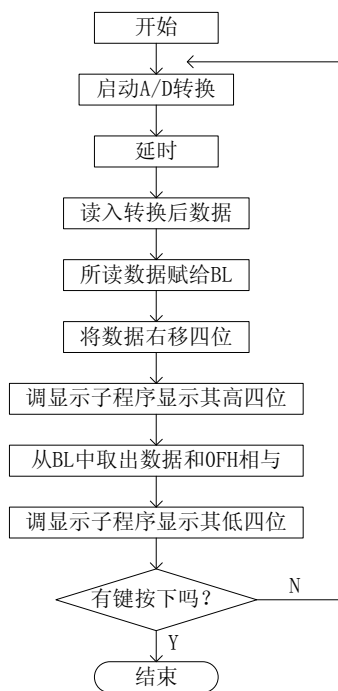 开始
启动A/D转换
延时
读入转换后数据
所读数据赋给BL
将数据右移四位
调显示子程序显示其高四位
从BL中取出数据和0FH相与
调显示子程序显示其低四位
有键按下吗?
N
Y
结束